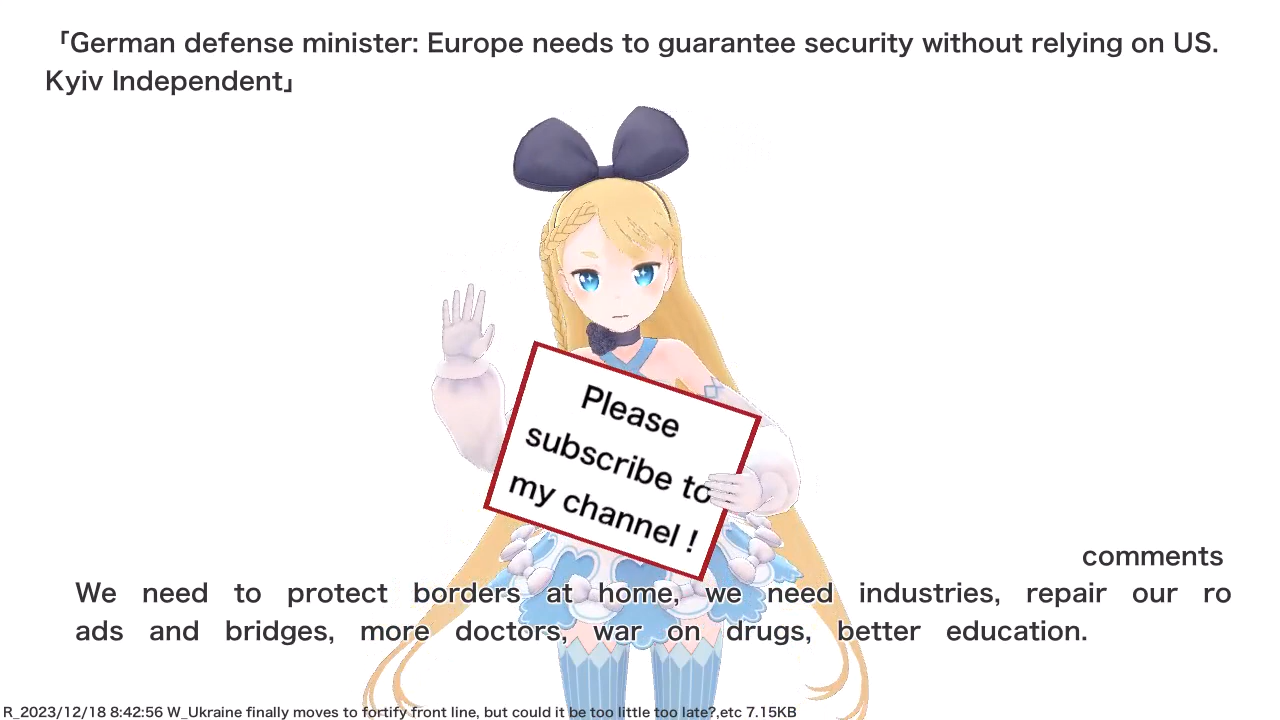 「German defense minister: Europe needs to guarantee security without relying on US.
Kyiv Independent」
Please
subscribe to
my channel !
comments
We need to protect borders at home, we need industries, repair our ro
ads and bridges, more doctors, war on drugs, better education.
R_2023/12/18 8:42:56 W_Ukraine finally moves to fortify front line, but could it be too little too late?,etc 7.15KB